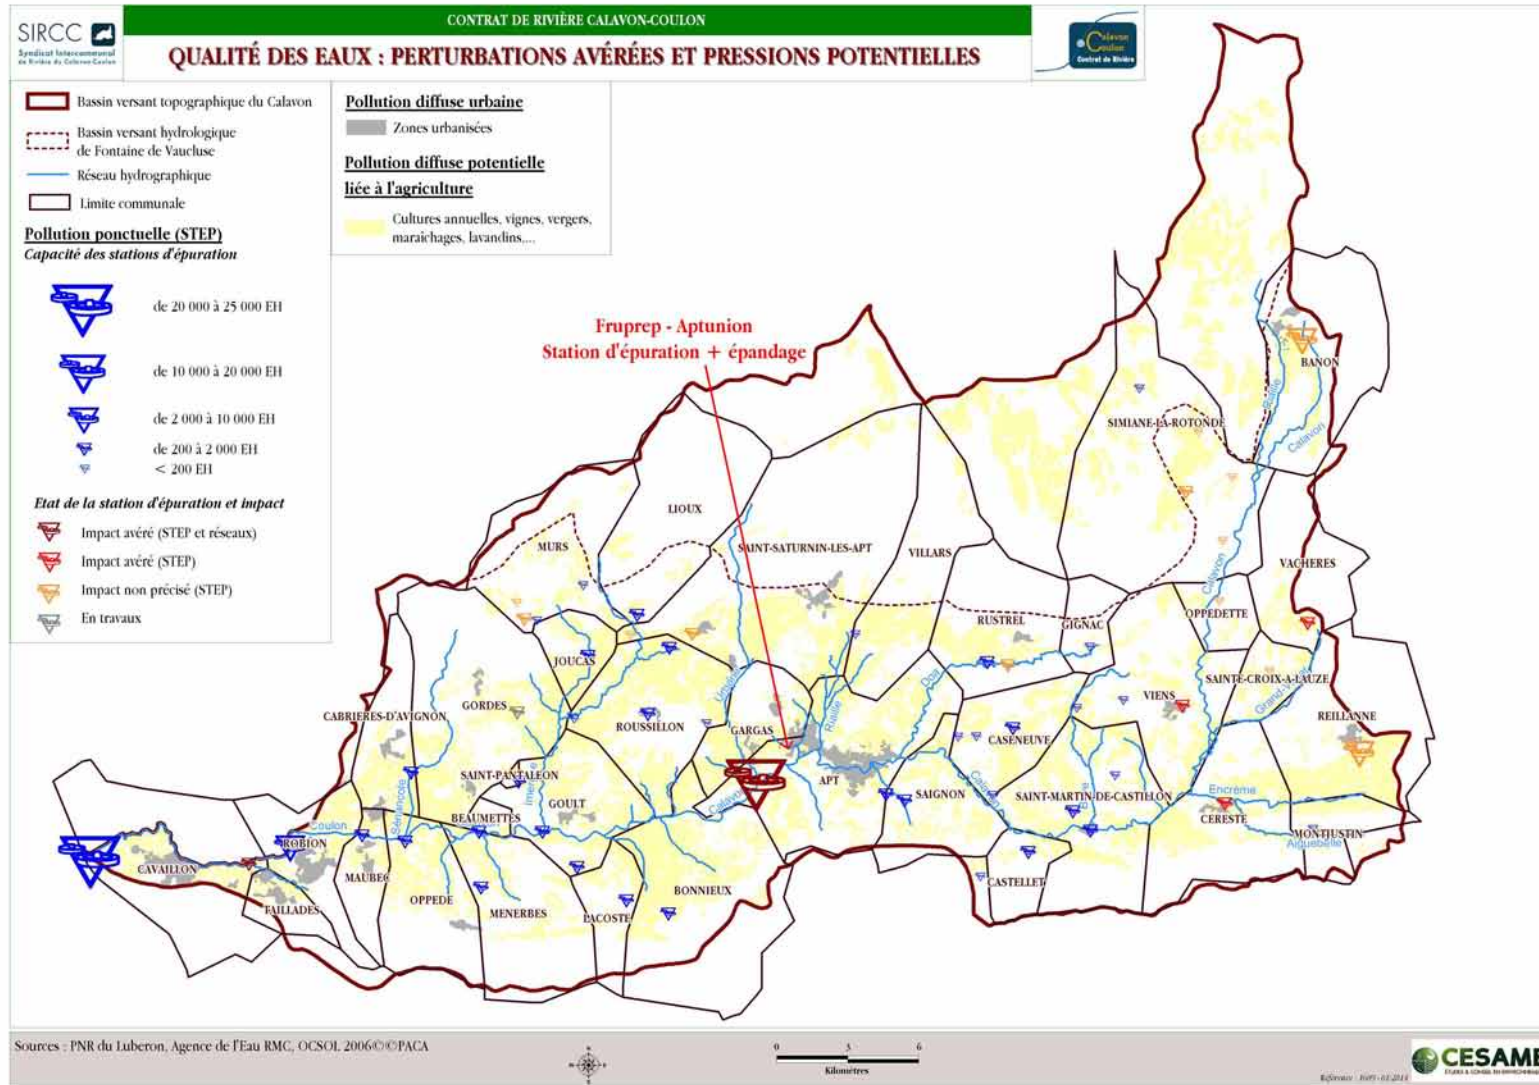 SIRCC
Syndicat Intercommunal
de Rivière du Calavon-Coulon
CONTRAT DE RIVIÈRE CALAVON-COULON
QUALITÉ DES EAUX : PERTURBATIONS AVÉRÉES ET PRESSIONS POTENTIELLES
Calavon
Coulon
Contrat de Rivière
Bassin versant topographique du Calavon
Bassin versant hydrologique
de Fontaine de Vaucluse
Réseau hydrographique
Limite communale
Pollution ponctuelle (STEP)
Capacité des stations d'épuration
de 20 000 à 25 000 EH
de 10 000 à 20 000 EH
de 2 000 à 10 000 EH
de 200 à 2 000 EH
< 200 EH
Etat de la station d'épuration et impact
Impact avéré (STEP et réseaux)
Impact avéré (STEP)
Impact non précisé (STEP)
En travaux
Pollution diffuse urbaine
Zones urbanisées
Pollution diffuse potentielle
liée à l'agriculture
Cultures annuelles, vignes, vergers,
maraichages, lavandins,...
Fruprep - Aptunion
Station d'épuration + épandage
BANON
Riaille
Calavon
SIMIANE-LA-ROTONDE
LIOUX
MURS
SAINT-SATURNIN-LES-APT
VILLARS
VACHERES
Calavon
OPPEDETTE
RUSTREL
GIGNAC
JOUCAS
SAINTE-CROIX-A-LAUZE
Doa
Urbane
VIENS
GORDES
CABRIERES-D'AVIGNON
ROUSSILLON
GARGAS
Riaille
REILLANNE
CASENEUVE
SAINT-PANTALEON
APT
SAIGNON
Calavon
SAINT-MARTIN-DE-CASTILLON
Encrême
CERESTE
MONTJUSTIN
Aiguebelle
GOULT
BEAUMETTES
Sénancole
Coulon
ROBION
CAVAILLON
MAUBEC
TAILLADES
OPPEDE
MENERBES
LACOSTE
BONNIEUX
CASTELLET
Sources : PNR du Luberon, Agence de l'Eau RMC, OCSOL 2006©©PACA
0 3 6
Kilomètres
CESAME